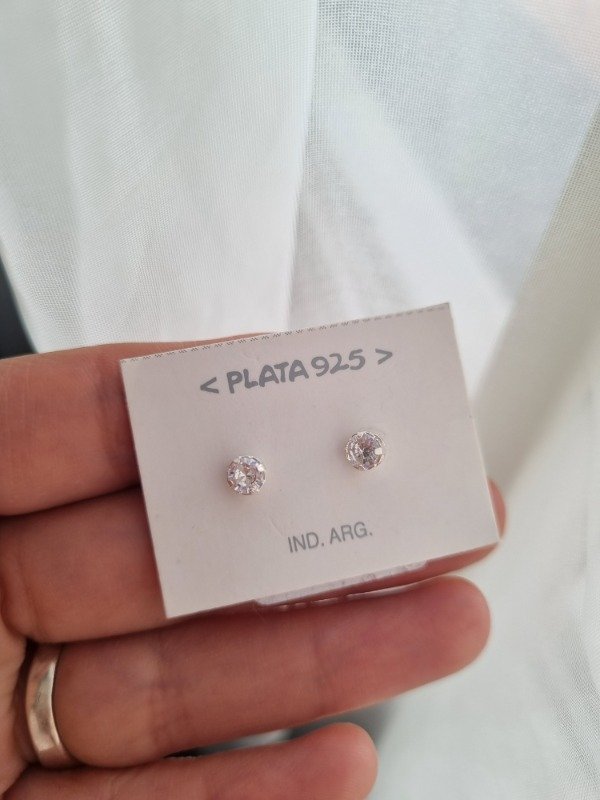 < PLATA 925 >
IND. ARG.